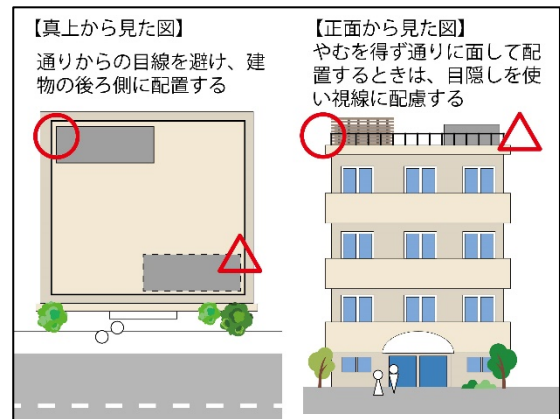 【真上から見た図】
通りからの目線を避け、建
物の後ろ側に配置する
【正面から見た図】
やむを得ず通りに面して配
置するときは、目隠しを使
い視線に配慮する